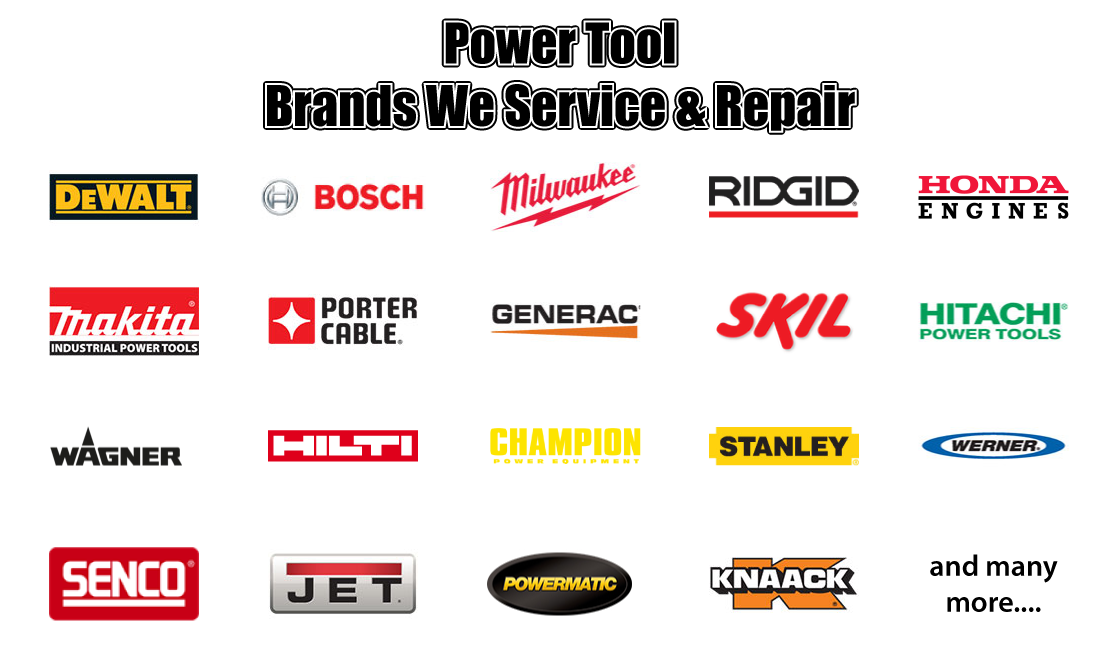 Power Tool
Brands We Service & Repair
DEWALT®
BOSCH
Milwaukee®
RIDGID®
HONDA
ENGINES
Makita®
INDUSTRIAL POWER TOOLS
PORTER
CABLE®
GENERAC®
SKIL
HITACHI®
POWER TOOLS
WAGNER
HILTI
CHAMPION
POWER EQUIPMENT
STANLEY®
WERNER®
SENCO®
JET®
POWERMATIC
KNAACK®
and many
more....